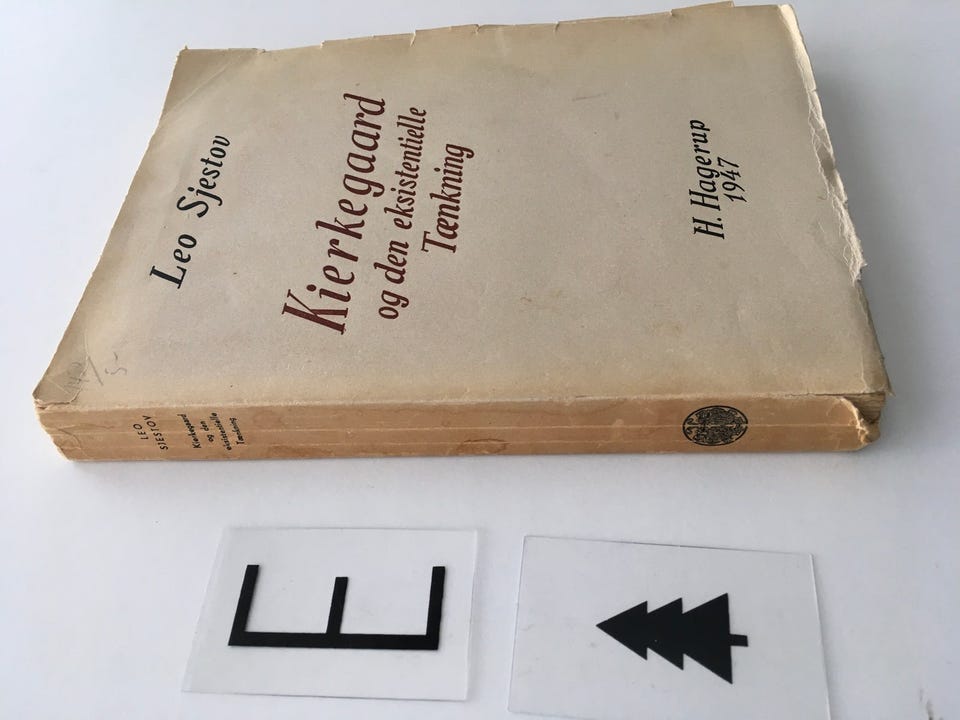 Leo Sjestov
Kierkegaard
og den eksistentielle
Tænkning
H. Hagerup
1947
LEO
SJESTOV
Kierkegaard
og den
eksistentielle
Tænkning
E